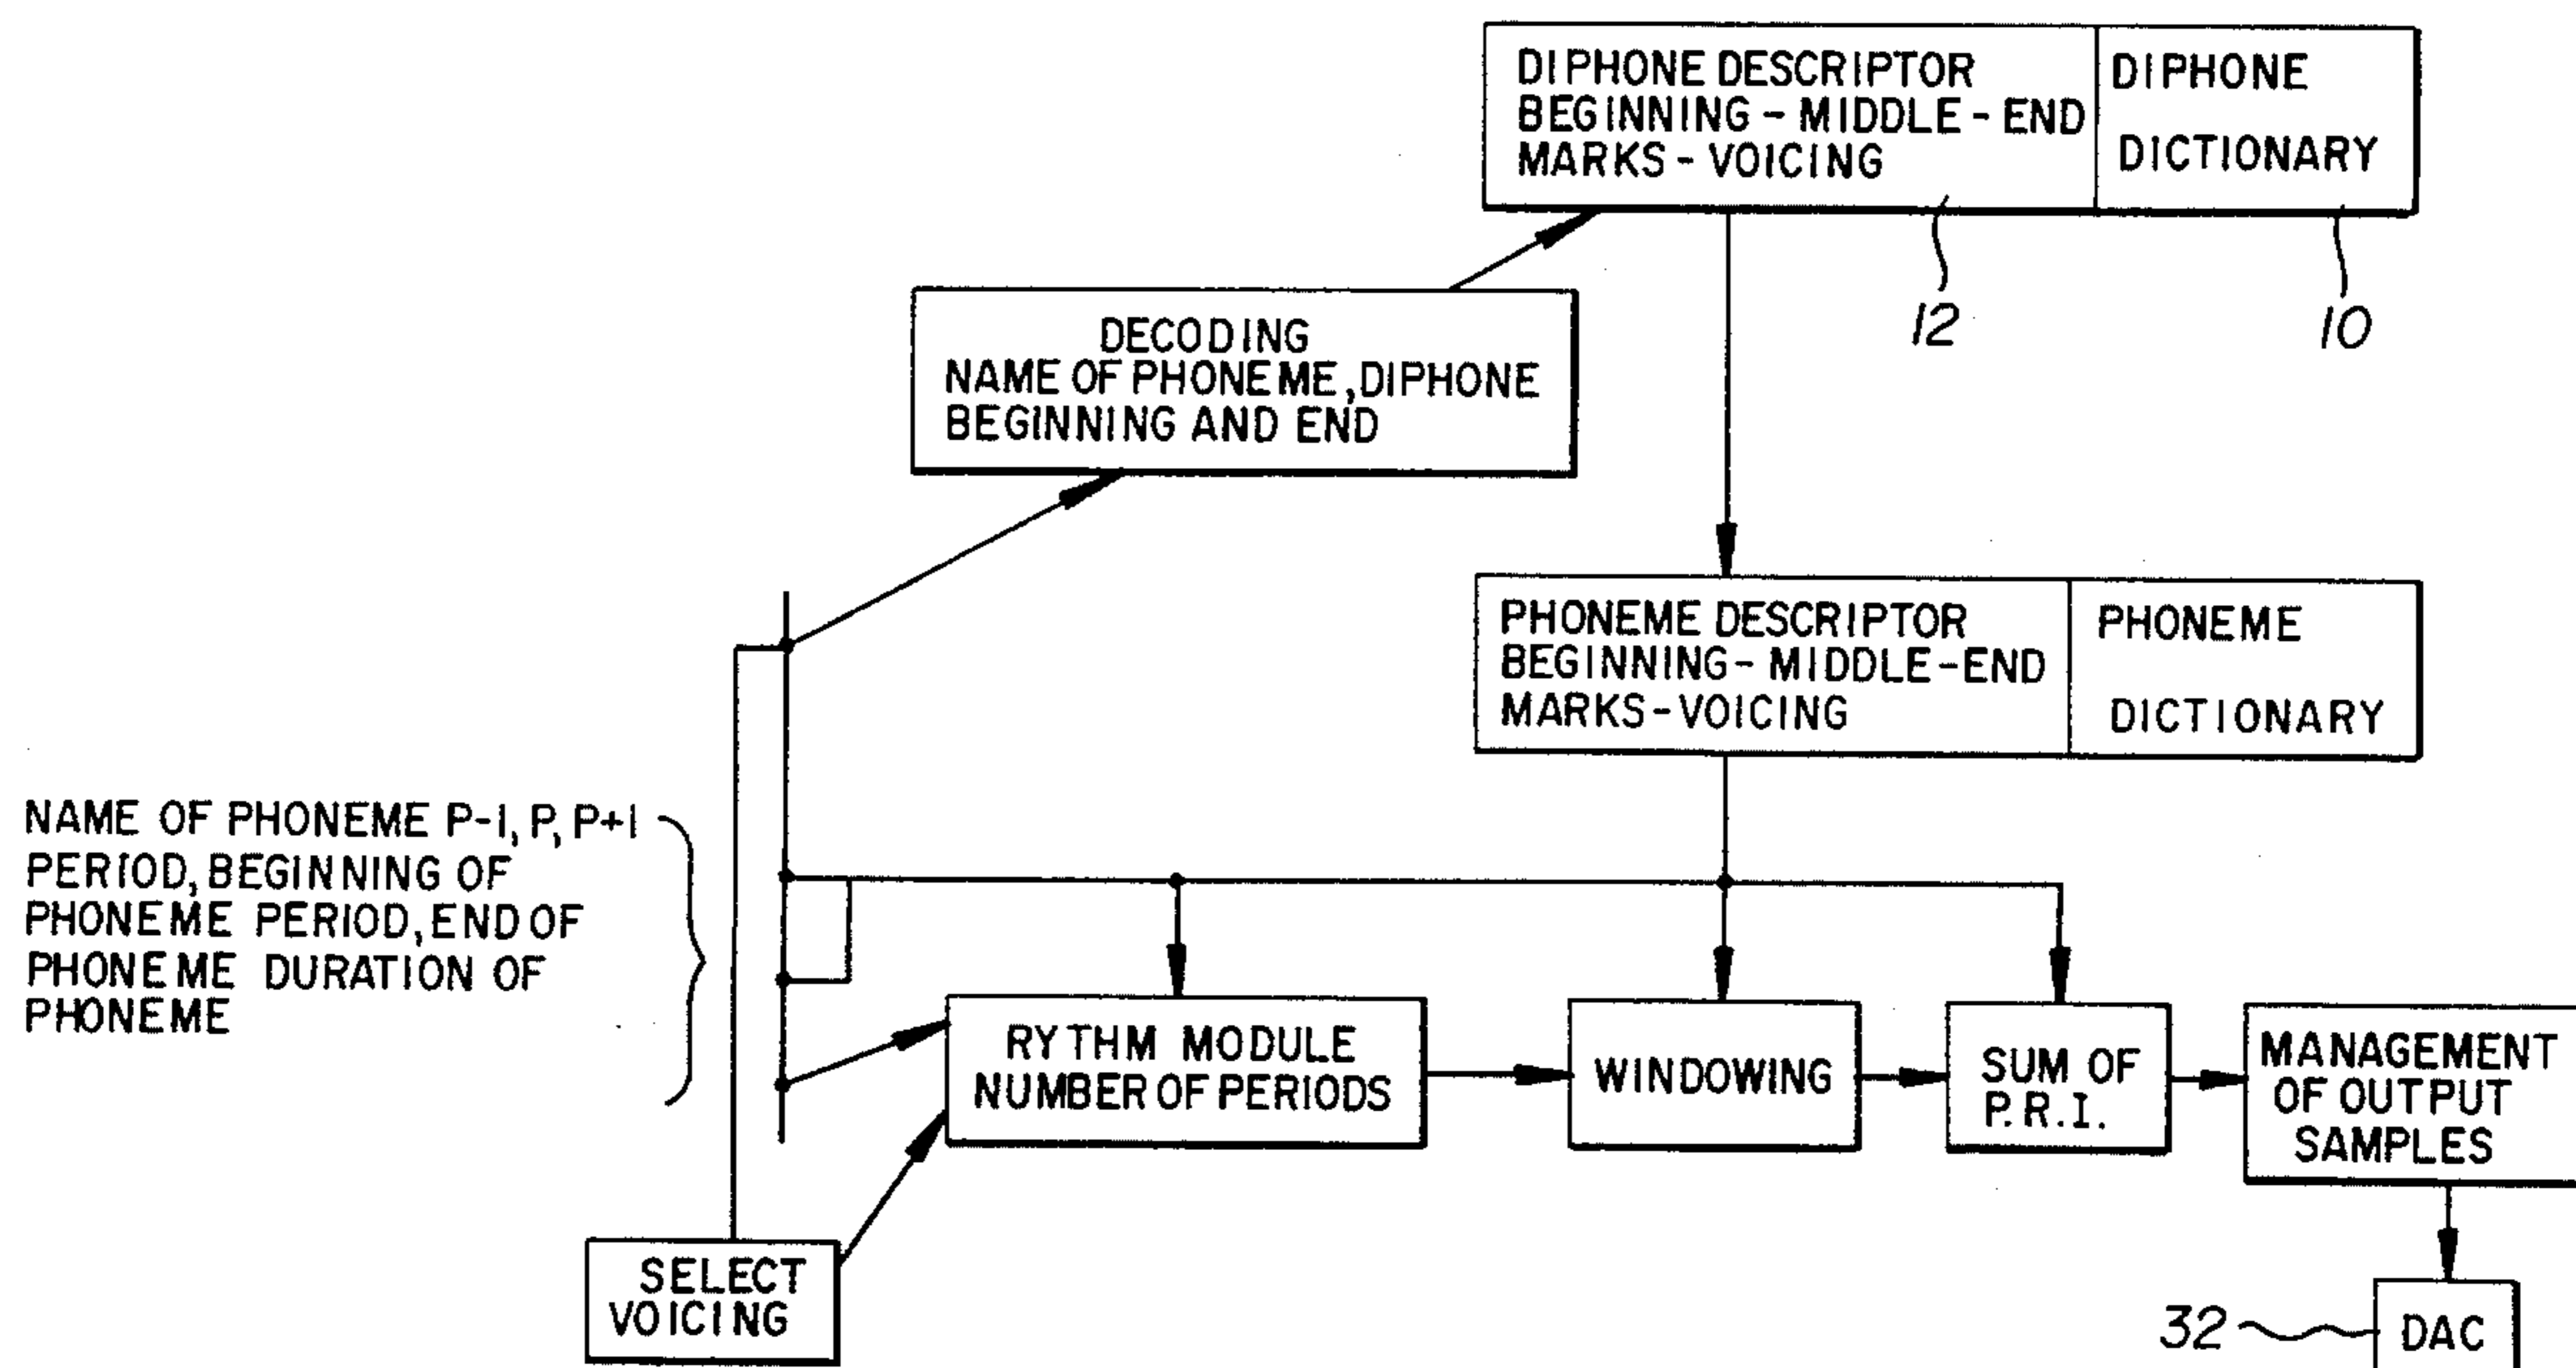 DIPHONE DESCRIPTOR
BEGINNING - MIDDLE - END
MARKS - VOICING
DIPHONE
DICTIONARY
12
10
DECODING
NAME OF PHONEME, DIPHONE
BEGINNING AND END
PHONEME DESCRIPTOR
BEGINNING - MIDDLE - END
MARKS - VOICING
PHONEME
DICTIONARY
NAME OF PHONEME P-1, P, P+1
PERIOD, BEGINNING OF
PHONEME PERIOD, END OF
PHONEME DURATION OF
PHONEME
RYTHM MODULE
NUMBER OF PERIODS
WINDOWING
SUM OF
P.R.I.
MANAGEMENT
OF OUTPUT
SAMPLES
SELECT
VOICING
32
DAC